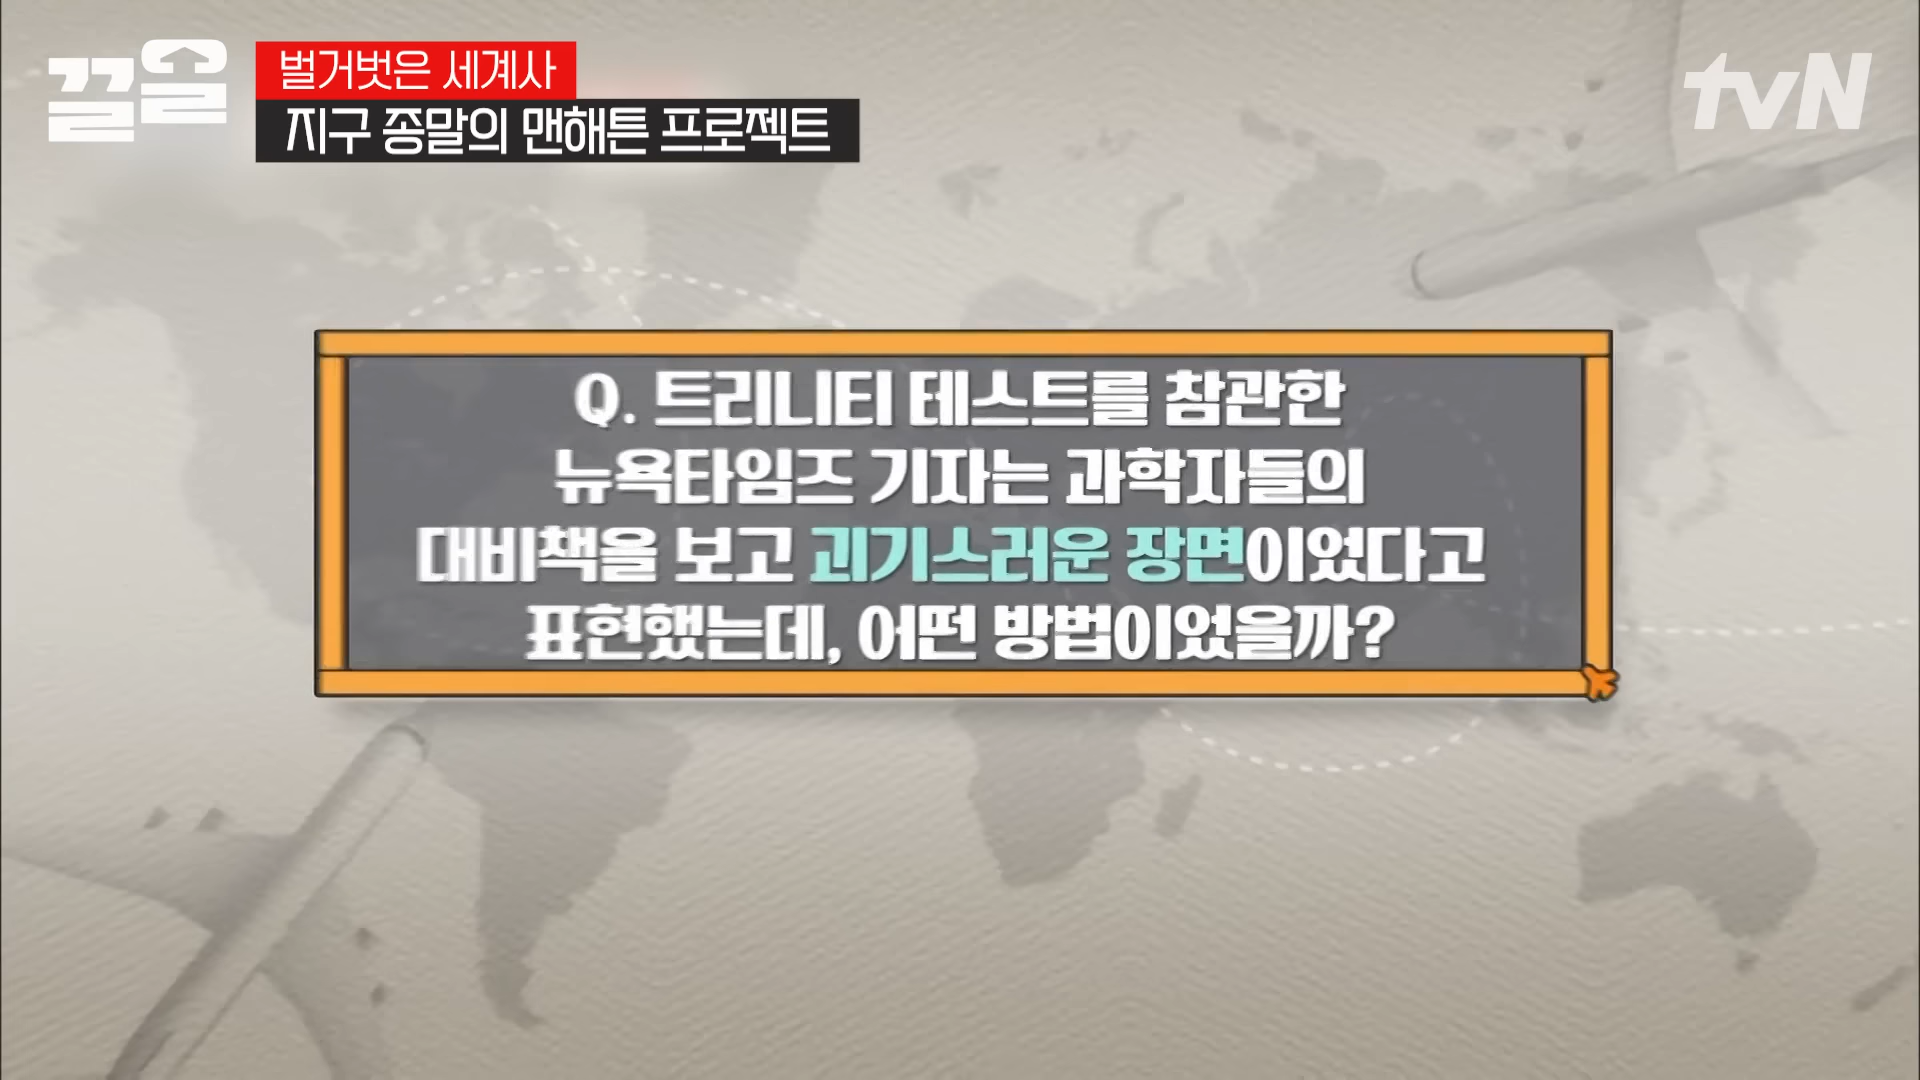 끌올
벌거벗은 세계사
지구 종말의 맨해튼 프로젝트
tvN
Q. 트리니티 테스트를 참관한
뉴욕타임즈 기자는 과학자들의
대비책을 보고 괴기스러운 장면이었다고
표현했는데, 어떤 방법이었을까?